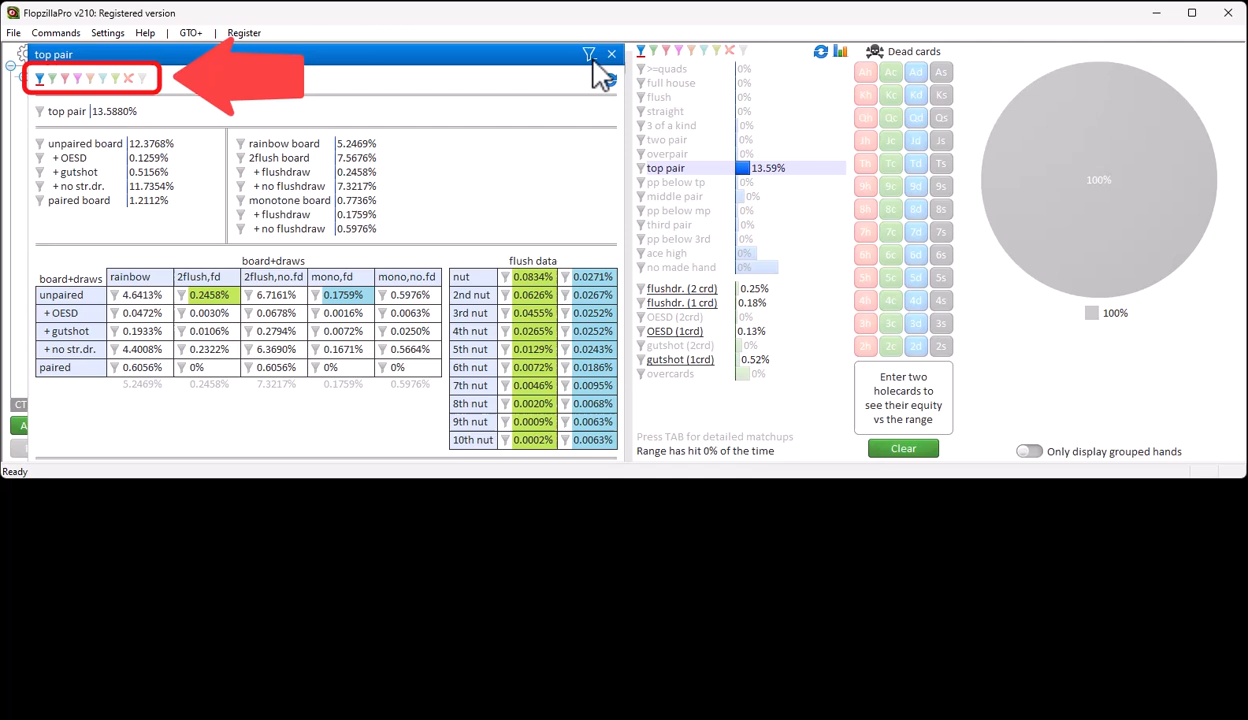 FlopzillaPro v210: Registered version
File Commands Settings Help | GTO+ | Register
top pair
top pair 13.5880%
unpaired board 12.3768%
+ OESD 0.1259%
+ gutshot 0.5156%
+ no str.dr. 11.7354%
paired board 1.2112%
rainbow board 5.2469%
2flush board 7.5676%
+ flushdraw 0.2458%
+ no flushdraw 7.3217%
monotone board 0.7736%
+ flushdraw 0.1759%
+ no flushdraw 0.5976%
board+draws
board+draws rainbow 2flush,fd 2flush,no.fd mono,fd mono,no.fd
unpaired 4.6413% 0.2458% 6.7161% 0.1759% 0.5976%
+ OESD 0.0472% 0.0030% 0.0678% 0.0016% 0.0063%
+ gutshot 0.1933% 0.0106% 0.2794% 0.0072% 0.0250%
+ no str.dr. 4.4008% 0.2322% 6.3690% 0.1671% 0.5664%
paired 0.6056% 0% 0.6056% 0% 0%
5.2469% 0.2458% 7.3217% 0.1759% 0.5976%
flush data
nut 0.0834% 0.0271%
2nd nut 0.0626% 0.0267%
3rd nut 0.0455% 0.0252%
4th nut 0.0265% 0.0252%
5th nut 0.0129% 0.0243%
6th nut 0.0072% 0.0186%
7th nut 0.0046% 0.0095%
8th nut 0.0020% 0.0068%
9th nut 0.0009% 0.0063%
10th nut 0.0002% 0.0063%
CT
A
>=quads 0%
full house 0%
flush 0%
straight 0%
3 of a kind 0%
two pair 0%
overpair 0%
top pair 13.59%
pp below tp 0%
middle pair 0%
pp below mp 0%
third pair 0%
pp below 3rd 0%
ace high 0%
no made hand 0%
flushdr. (2 crd) 0.25%
flushdr. (1 crd) 0.18%
OESD (2crd) 0%
OESD (1crd) 0.13%
gutshot (2crd) 0%
gutshot (1crd) 0.52%
overcards 0%
Press TAB for detailed matchups
Range has hit 0% of the time
Dead cards
Ah Ac Ad As
Kh Kc Kd Ks
Qh Qc Qd Qs
Jh Jc Jd Js
Th Tc Td Ts
9h 9c 9d 9s
8h 8c 8d 8s
7h 7c 7d 7s
6h 6c 6d 6s
5h 5c 5d 5s
4h 4c 4d 4s
3h 3c 3d 3s
2h 2c 2d 2s
Enter two
holecards to
see their equity
vs the range
Clear
100%
100%
Only display grouped hands
Ready